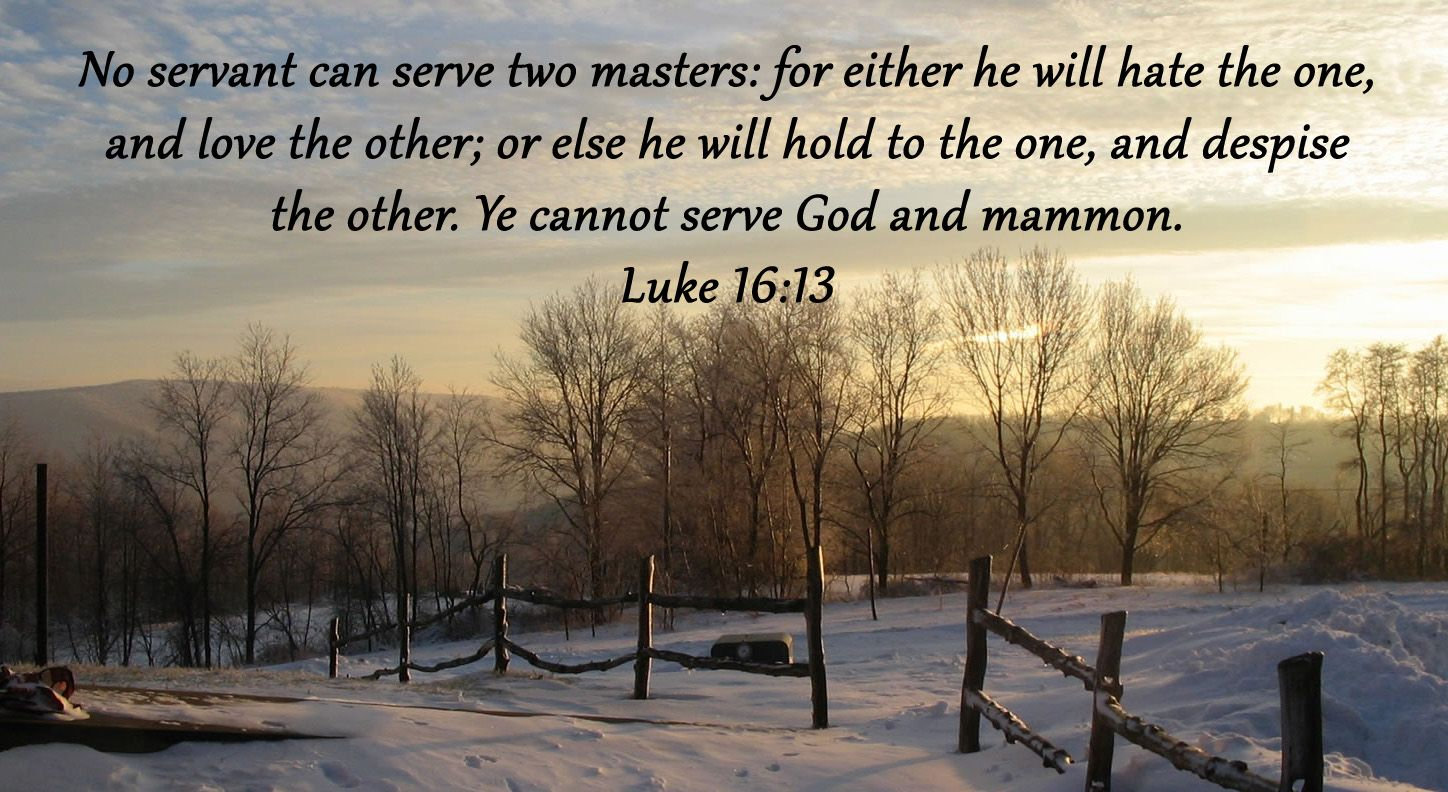 No servant can serve two masters: for either he will hate the one,
and love the other; or else he will hold to the one, and despise
the other. Ye cannot serve God and mammon.
Luke 16:13